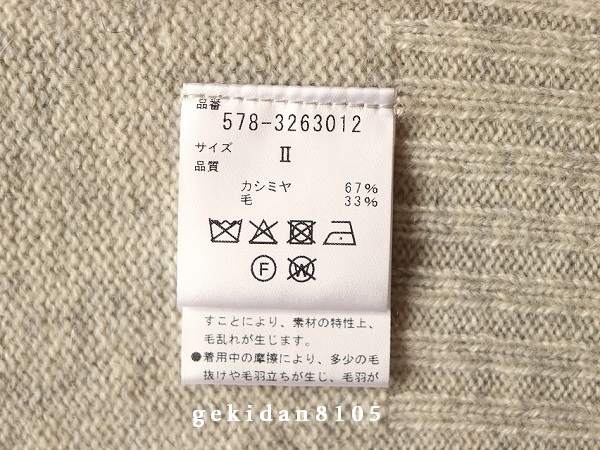 品番
578-3263012
サイズ II
品質
カシミヤ 67%
毛 33%
F W
すことにより、素材の特性上、
毛乱れが生じます。
●着用中の摩擦により、多少の毛
抜けや毛羽立ちが生じ、毛羽が
gekidan8105